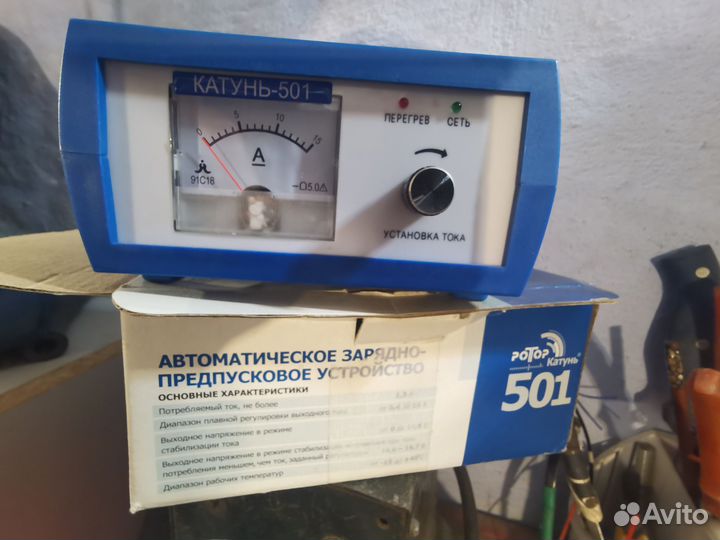 КАТУНЬ-501
0 5 10 15
A
91C18
5.0
ПЕРЕГРЕВ СЕТЬ
УСТАНОВКА ТОКА
АВТОМАТИЧЕСКОЕ ЗАРЯДНО-
ПРЕДПУСКОВОЕ УСТРОЙСТВО
ОСНОВНЫЕ ХАРАКТЕРИСТИКИ
Потребляемый ток, не более
Диапазон плавной регулировки выходного тока
Выходное напряжение в режиме
стабилизации тока
Выходное напряжение в режиме стабилизации
потребления меньшем, чем ток, заданный
Диапазон рабочих температур
РОТОР
Катунь®
501
Avito